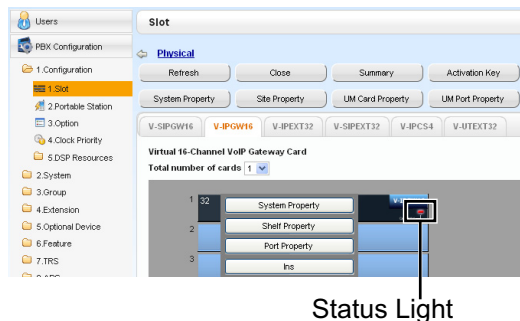 Users
PBX Configuration
1.Configuration
1.Slot
2.Portable Station
3.Option
4.Clock Priority
5.DSP Resources
2.System
3.Group
4.Extension
5.Optional Device
6.Feature
7.TRS
Slot
Physical
Refresh Close Summary Activation Key
System Property Site Property UM Card Property UM Port Property
V-SIPGW16 V-IPGW16 V-IPEXT32 V-SIPEXT32 V-IPCS4 V-UTEXT32
Virtual 16-Channel VoIP Gateway Card
Total number of cards 1
1 32 System Property
2 Shelf Property
Port Property
3 Ins
Status Light